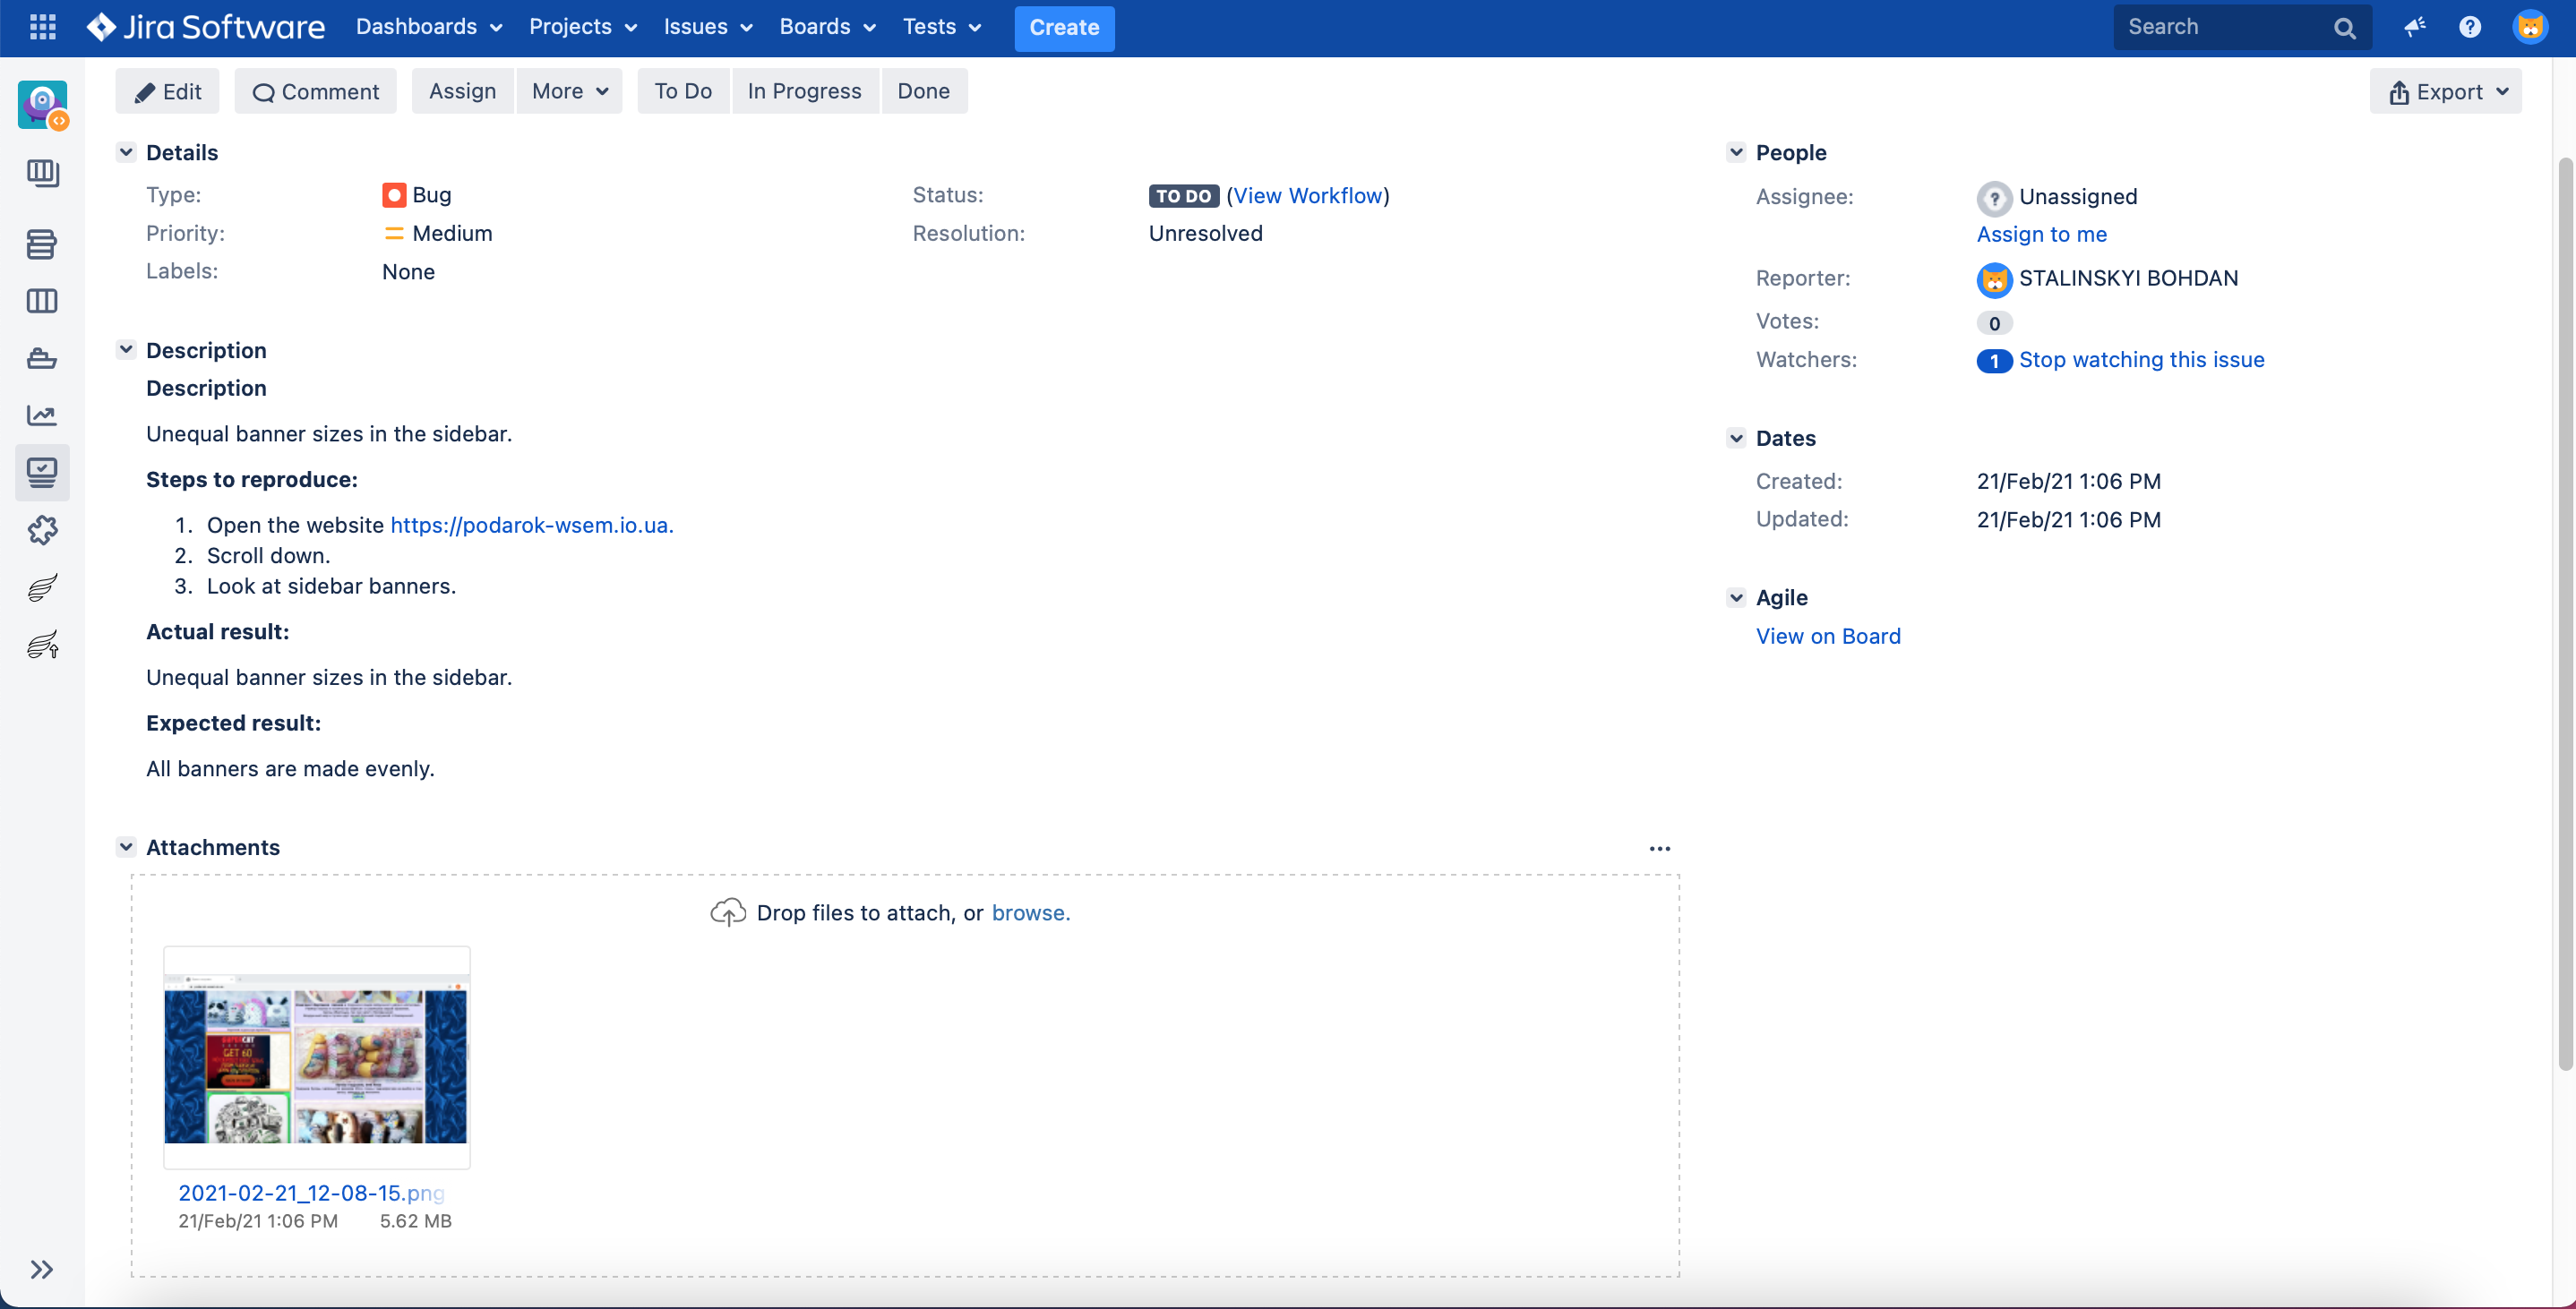 Jira Software Dashboards Projects Issues Boards Tests Create Search
Edit Comment Assign More To Do In Progress Done Export
Details
Type: Bug Status: TO DO (View Workflow)
Priority: Medium Resolution: Unresolved
Labels: None
Description
Description
Unequal banner sizes in the sidebar.
Steps to reproduce:
1. Open the website https://podarok-wsem.io.ua.
2. Scroll down.
3. Look at sidebar banners.
Actual result:
Unequal banner sizes in the sidebar.
Expected result:
All banners are made evenly.
Attachments
Drop files to attach, or browse.
GET 60
2021-02-21_12-08-15.png
21/Feb/21 1:06 PM 5.62 MB
People
Assignee: Unassigned
Assign to me
Reporter: STALINSKYI BOHDAN
Votes: 0
Watchers: 1 Stop watching this issue
Dates
Created: 21/Feb/21 1:06 PM
Updated: 21/Feb/21 1:06 PM
Agile
View on Board